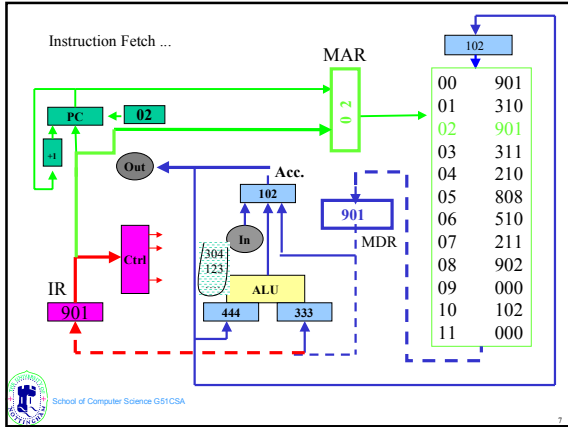 Instruction Fetch ...
MAR
102
PC
02
0 2
+1
Out
Acc.
102
901
MDR
In
304
123
Ctrl
ALU
IR
901
444
333
00 901
01 310
02 901
03 311
04 210
05 808
06 510
07 211
08 902
09 000
10 102
11 000
NOTTINGHAM
School of Computer Science G51CSA
7